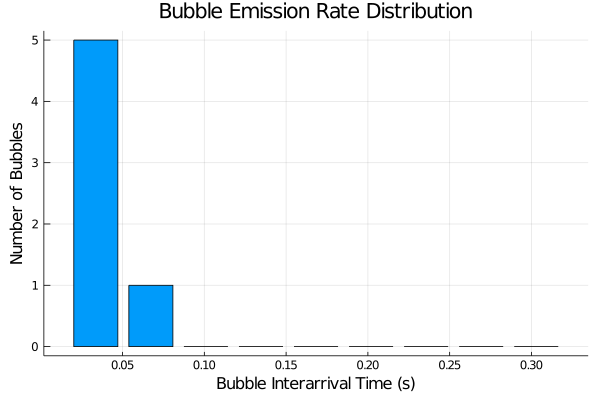 Bubble Emission Rate Distribution
Number of Bubbles
5
4
3
2
1
0
0.05 0.10 0.15 0.20 0.25 0.30
Bubble Interarrival Time (s)